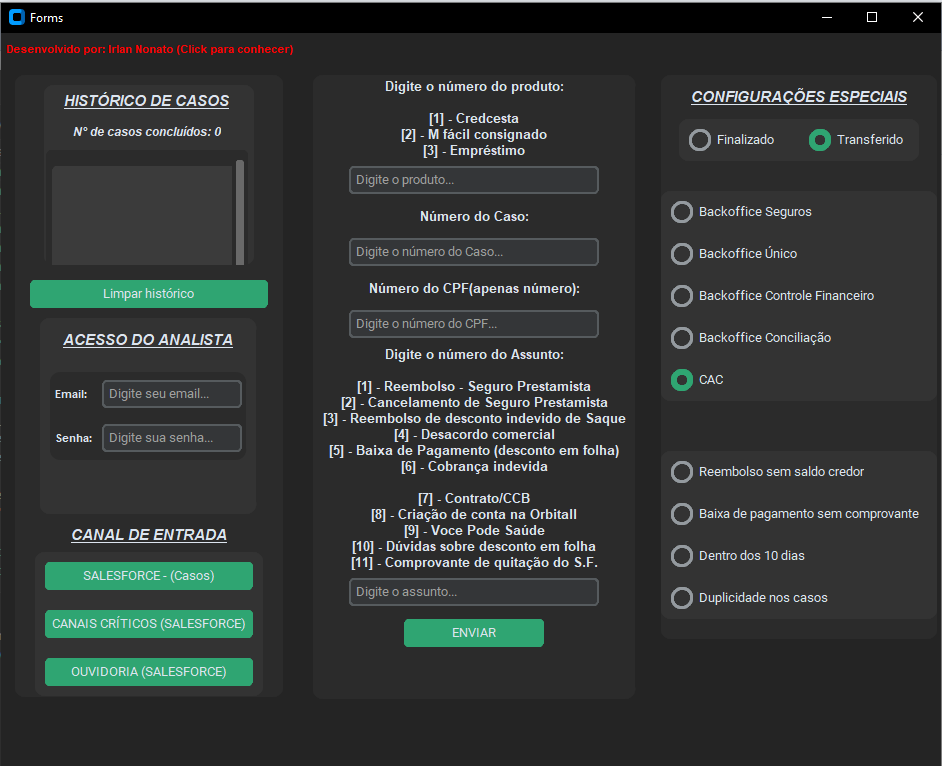 Forms
Desenvolvido por: Irlan Nonato (Click para conhecer)
HISTÓRICO DE CASOS
N° de casos concluídos: 0
Limpar histórico
ACESSO DO ANALISTA
Email:
Digite seu email...
Senha:
Digite sua senha...
CANAL DE ENTRADA
SALESFORCE - (Casos)
CANAIS CRÍTICOS (SALESFORCE)
OUVIDORIA (SALESFORCE)
Digite o número do produto:
[1] - Credcesta
[2] - M fácil consignado
[3] - Empréstimo
Digite o produto...
Número do Caso:
Digite o número do Caso...
Número do CPF(apenas número):
Digite o número do CPF...
Digite o número do Assunto:
[1] - Reembolso - Seguro Prestamista
[2] - Cancelamento de Seguro Prestamista
[3] - Reembolso de desconto indevido de Saque
[4] - Desacordo comercial
[5] - Baixa de Pagamento (desconto em folha)
[6] - Cobrança indevida
[7] - Contrato/CCB
[8] - Criação de conta na Orbitall
[9] - Voce Pode Saúde
[10] - Dúvidas sobre desconto em folha
[11] - Comprovante de quitação do S.F.
Digite o assunto...
ENVIAR
CONFIGURAÇÕES ESPECIAIS
Finalizado
Transferido
Backoffice Seguros
Backoffice Único
Backoffice Controle Financeiro
Backoffice Conciliação
CAC
Reembolso sem saldo credor
Baixa de pagamento sem comprovante
Dentro dos 10 dias
Duplicidade nos casos